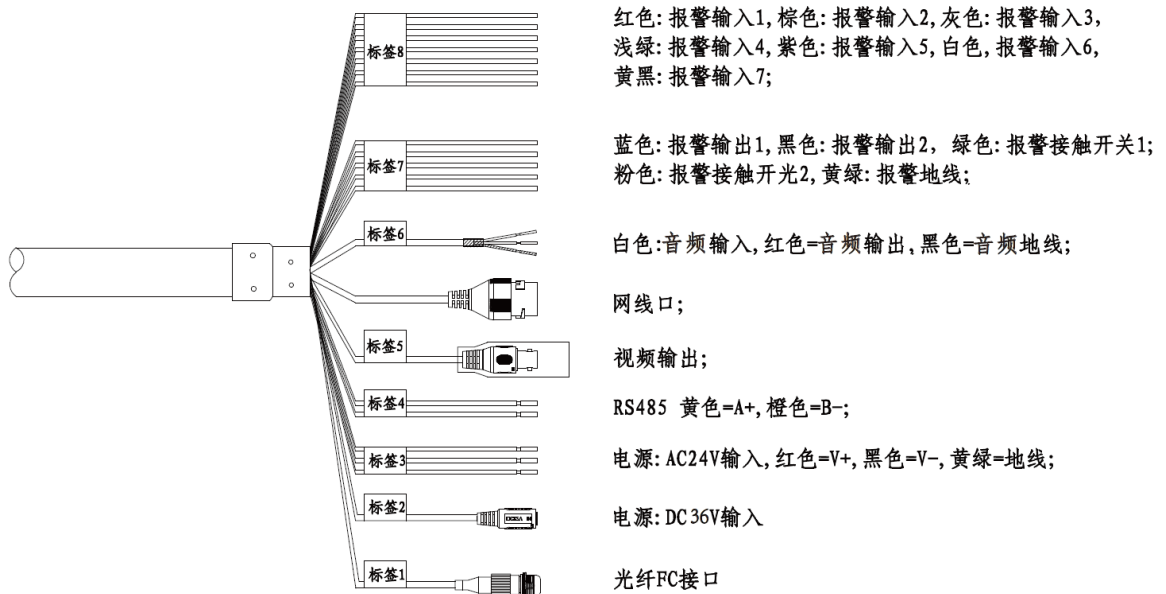 红色:报警输入1,棕色:报警输入2,灰色:报警输入3,
标签8
浅绿:报警输入4,紫色:报警输入5,白色,报警输入6,
黄黑:报警输入7;
蓝色:报警输出1,黑色:报警输出2, 绿色:报警接触开关1;
标签7
粉色:报警接触开光2,黄绿:报警地线;
标签6
白色:音频输入,红色=音频输出,黑色=音频地线;
网线口;
标签5
视频输出;
标签4
RS485 黄色=A+,橙色=B-;
标签3
电源:AC24V输入,红色=V+,黑色=V-,黄绿=地线;
标签2
电源:DC36V输入
标签1
光纤FC接口